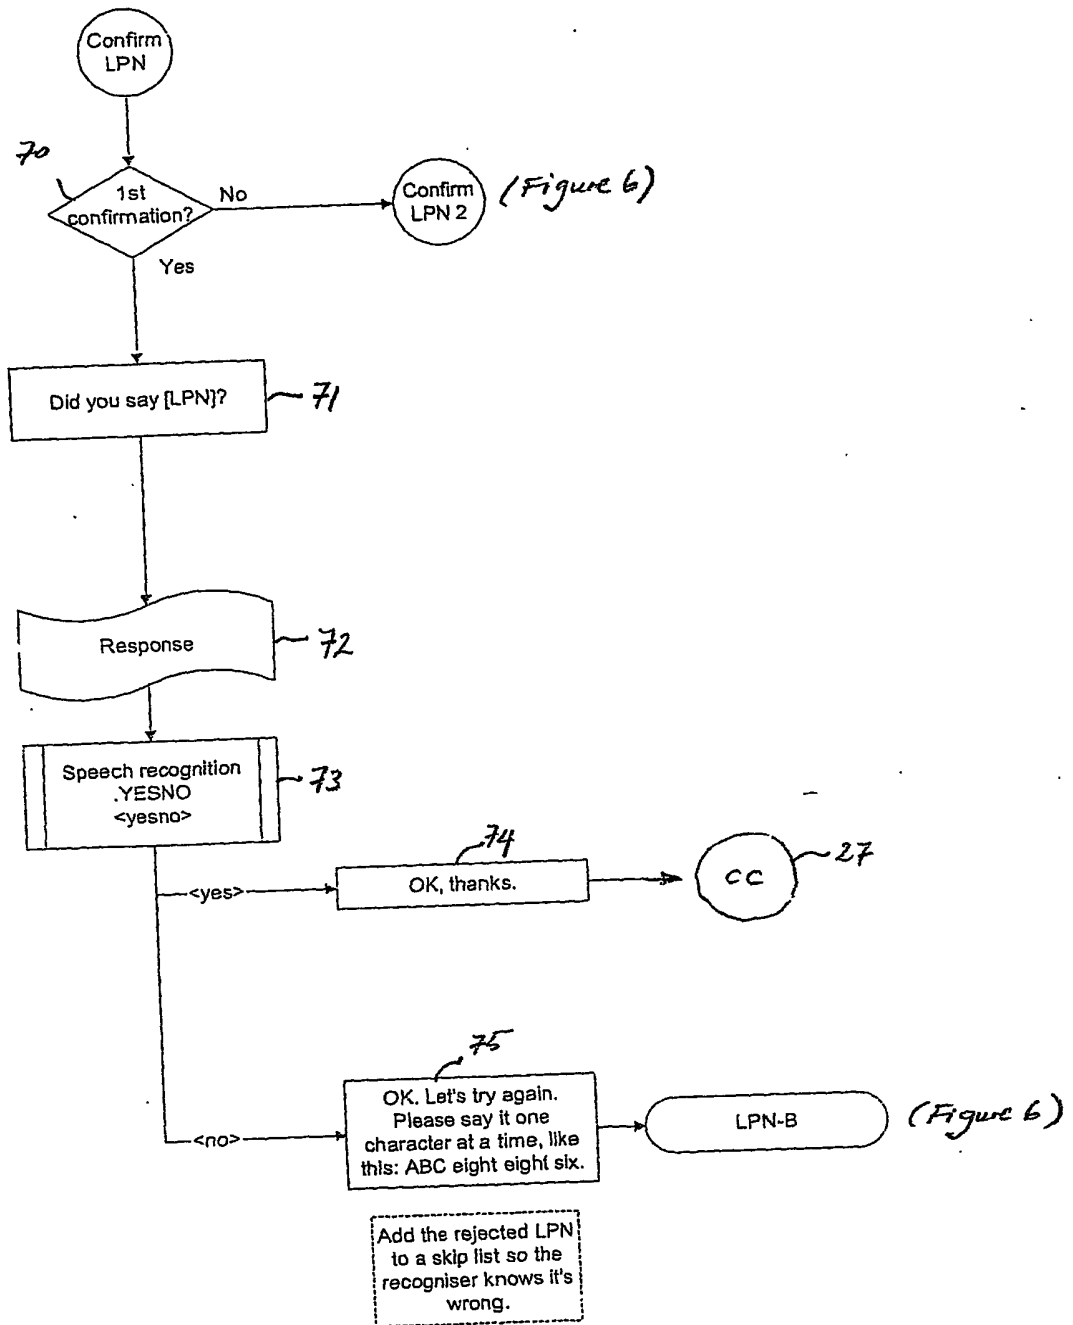 Confirm
LPN
70
1st
confirmation?
No
Confirm
LPN 2
(Figure 6)
Yes
Did you say [LPN]?
71
Response
72
Speech recognition
.YESNO
<yesno>
73
<yes>
74
OK, thanks.
CC
27
<no>
75
OK. Let's try again.
Please say it one
character at a time, like
this: ABC eight eight six.
LPN-B
(Figure 6)
Add the rejected LPN
to a skip list so the
recogniser knows it's
wrong.